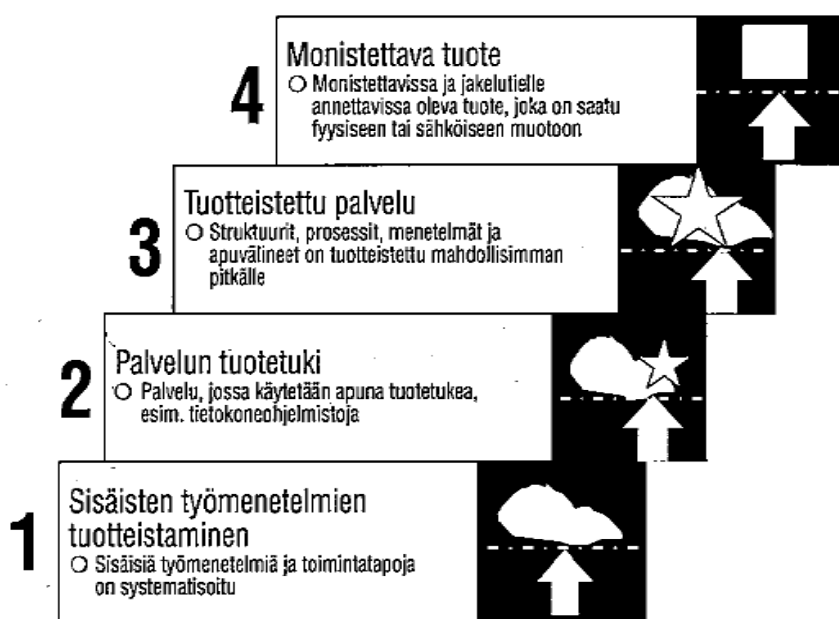 4
Monistettava tuote
O Monistettavissa ja jakelutielle
annettavissa oleva tuote, joka on saatu
fyysiseen tai sähköiseen muotoon
3
Tuotteistettu palvelu
O Struktuurit, prosessit, menetelmät ja
apuvälineet on tuotteistettu mahdollisimman
pitkälle
2
Palvelun tuotetuki
O Palvelu, jossa käytetään apuna tuotetukea,
esim. tietokoneohjelmistoja
1
Sisäisten työmenetelmien
tuotteistaminen
O Sisäisiä työmenetelmiä ja toimintatapoja
on systematisoitu